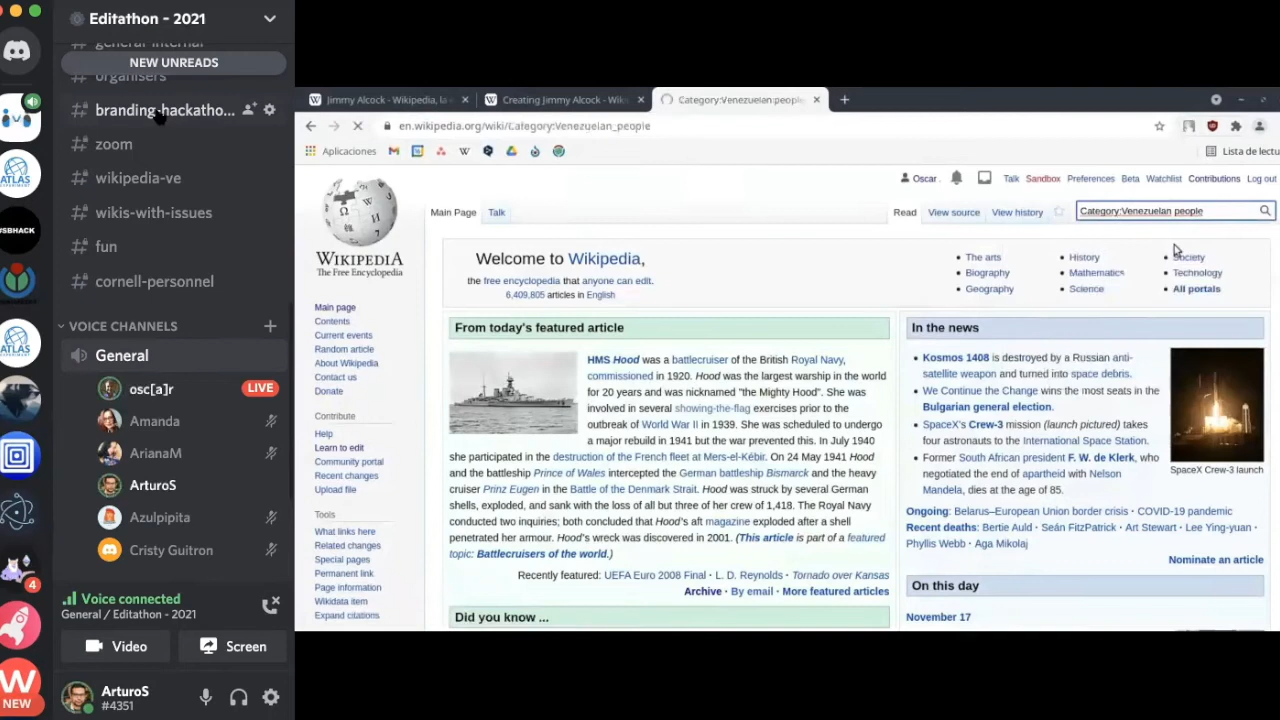 Editathon - 2021
general-internal
NEW UNREADS
organisers
branding-hackatho...
zoom
wikipedia-ve
wikis-with-issues
fun
cornell-personnel
VOICE CHANNELS
General
osc[a]r LIVE
Amanda
ArianaM
ArturoS
Azulpipita
Cristy Guitron
Voice connected
General / Editathon - 2021
Video Screen
ArturoS
#4351
ATLAS
SBHACK
ATLAS
4
W
NEW
Jimmy Alcock - Wikipedia, la
Creating Jimmy Alcock - Wik
Category:Venezuelan people
en.wikipedia.org/wiki/Category:Venezuelan_people
Aplicaciones
Lista de lectu
Oscar . Talk Sandbox Preferences Beta Watchlist Contributions Log out
Main Page Talk Read View source View history Category:Venezuelan people
WIKIPEDIA
The Free Encyclopedia
Main page
Contents
Current events
Random article
About Wikipedia
Contact us
Donate
Contribute
Help
Learn to edit
Community portal
Recent changes
Upload file
Tools
What links here
Related changes
Special pages
Permanent link
Page information
Wikidata item
Expand citations
Welcome to Wikipedia,
the free encyclopedia that anyone can edit.
6,409,805 articles in English
The arts
Biography
Geography
History
Mathematics
Science
Society
Technology
All portals
From today's featured article
HMS Hood was a battlecruiser of the British Royal Navy,
commissioned in 1920. Hood was the largest warship in the world
for 20 years and was nicknamed "the Mighty Hood". She was
involved in several showing-the-flag exercises prior to the
outbreak of World War II in 1939. She was scheduled to undergo
a major rebuild in 1941 but the war prevented this. In July 1940
she participated in the destruction of the French fleet at Mers-el-Kébir. On 24 May 1941 Hood
and the battleship Prince of Wales intercepted the German battleship Bismarck and the heavy
cruiser Prinz Eugen in the Battle of the Denmark Strait. Hood was struck by several German
shells, exploded, and sank with the loss of all but three of her crew of 1,418. The Royal Navy
conducted two inquiries; both concluded that Hood's aft magazine exploded after a shell
penetrated her armour. Hood's wreck was discovered in 2001. (This article is part of a featured
topic: Battlecruisers of the world.)
Recently featured: UEFA Euro 2008 Final · L. D. Reynolds · Tornado over Kansas
Archive · By email · More featured articles
Did you know ...
In the news
Kosmos 1408 is destroyed by a Russian anti-
satellite weapon and turned into space debris.
We Continue the Change wins the most seats in the
Bulgarian general election.
SpaceX's Crew-3 mission (launch pictured) takes
four astronauts to the International Space Station.
Former South African president F. W. de Klerk, who
negotiated the end of apartheid with Nelson
Mandela, dies at the age of 85.
SpaceX Crew-3 launch
Ongoing: Belarus–European Union border crisis · COVID-19 pandemic
Recent deaths: Bertie Auld · Seán FitzPatrick · Art Stewart · Lee Ying-yuan ·
Phyllis Webb · Aga Mikolaj
Nominate an article
On this day
November 17